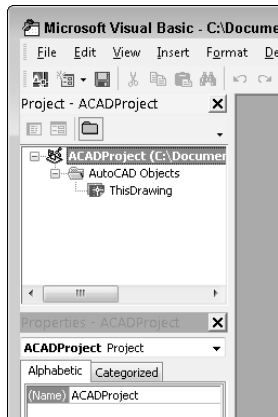 Microsoft Visual Basic - C:\Docume
File Edit View Insert Format De
Project - ACADProject
ACADProject (C:\Documen
AutoCAD Objects
ThisDrawing
Properties - ACADProject
ACADProject Project
Alphabetic Categorized
(Name) ACADProject